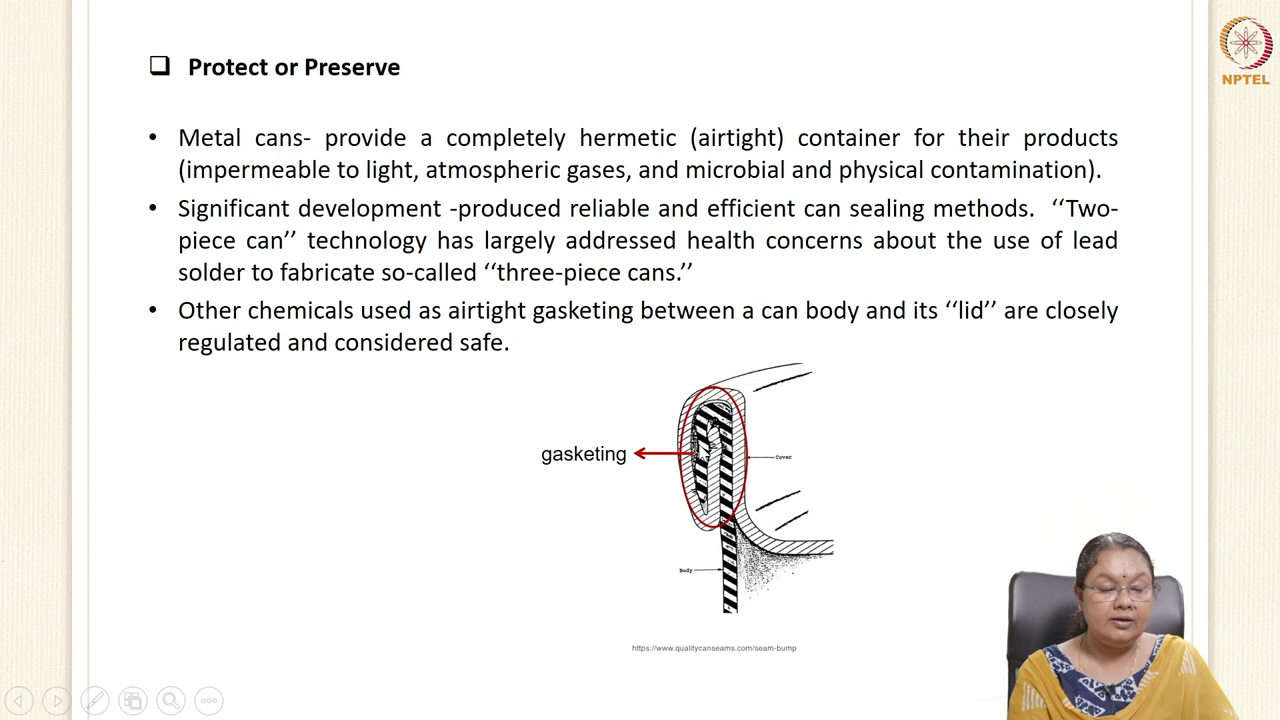 Protect or Preserve
NPTEL
• Metal cans- provide a completely hermetic (airtight) container for their products
(impermeable to light, atmospheric gases, and microbial and physical contamination).
• Significant development -produced reliable and efficient can sealing methods. ‘‘Two-
piece can’’ technology has largely addressed health concerns about the use of lead
solder to fabricate so-called ‘‘three-piece cans.’’
• Other chemicals used as airtight gasketing between a can body and its ‘‘lid’’ are closely
regulated and considered safe.
gasketing
Cover
Body
https://www.qualitycanseams.com/seam-bump